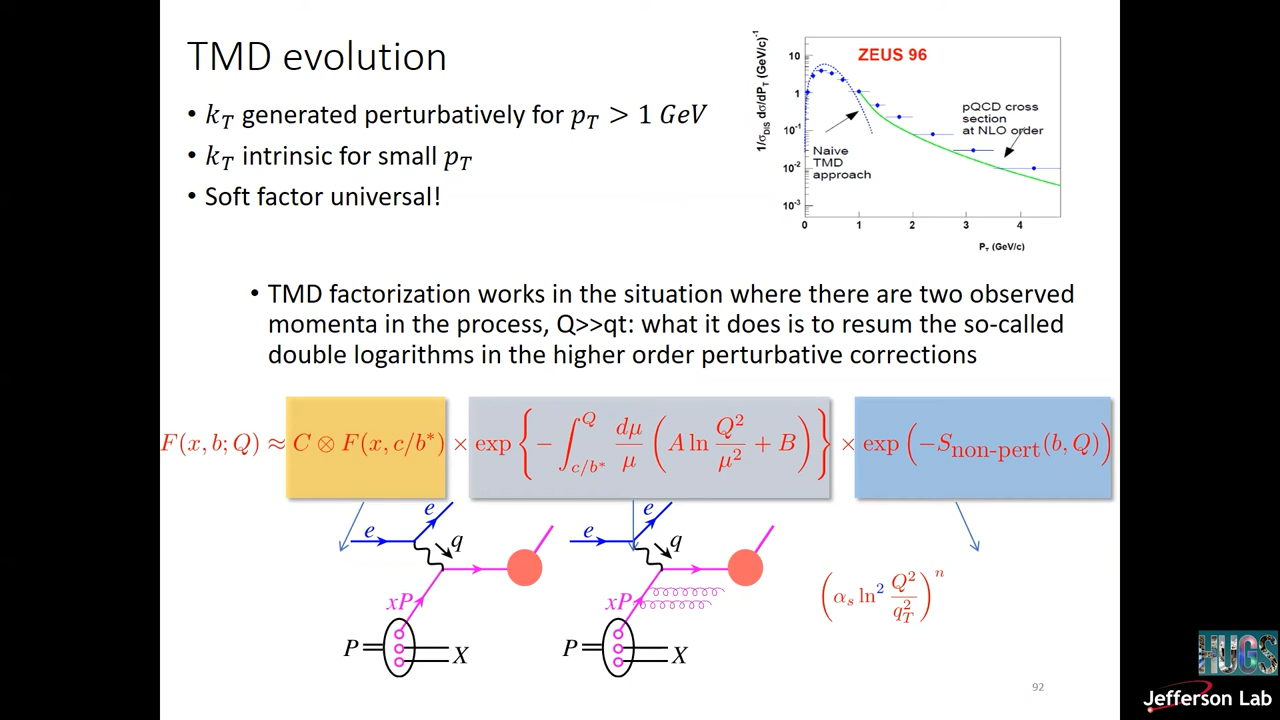 TMD evolution
• k_T generated perturbatively for p_T > 1 GeV
• k_T intrinsic for small p_T
• Soft factor universal!
1/σ_DIS dσ/dP_T (GeV/c)^-1
10
1
10^-1
10^-2
10^-3
ZEUS 96
pQCD cross
section
at NLO order
Naive
TMD
approach
0 1 2 3 4
P_T (GeV/c)
• TMD factorization works in the situation where there are two observed
momenta in the process, Q>>qt: what it does is to resum the so-called
double logarithms in the higher order perturbative corrections
F(x, b; Q) ≈ C ⊗ F(x, c/b*) × exp { − ∫_{c/b*}^{Q} dμ/μ ( A ln Q²/μ² + B ) } × exp ( −S_non-pert(b, Q) )
e e q xP P X
e e q xP P X
( α_s ln² Q²/q_T² )^n
92
HUGS
Jefferson Lab